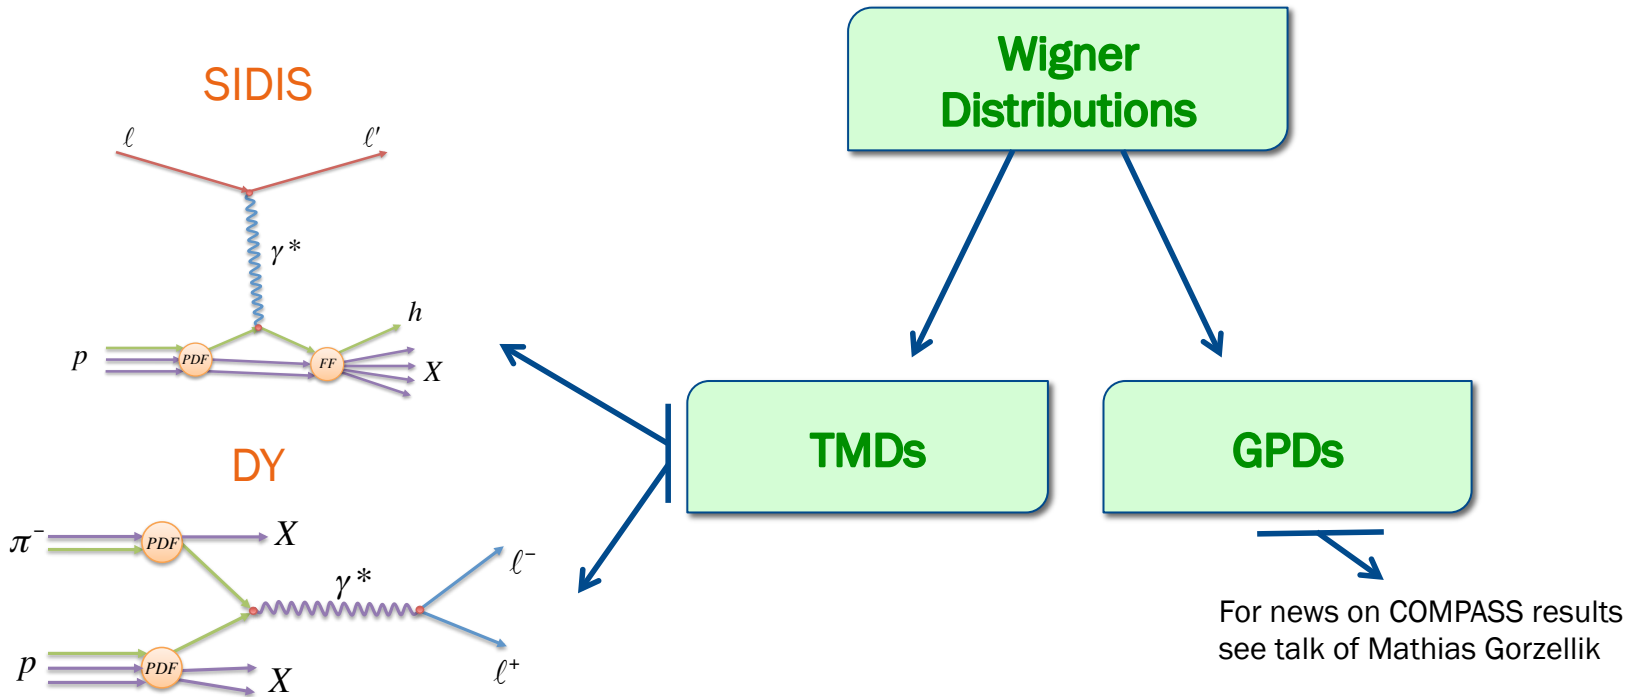 SIDIS
ℓ
ℓ′
γ*
h
p
PDF
FF
X
DY
π⁻
PDF
X
γ*
ℓ⁻
p
PDF
X
ℓ⁺
Wigner
Distributions
TMDs
GPDs
For news on COMPASS results
see talk of Mathias Gorzellik